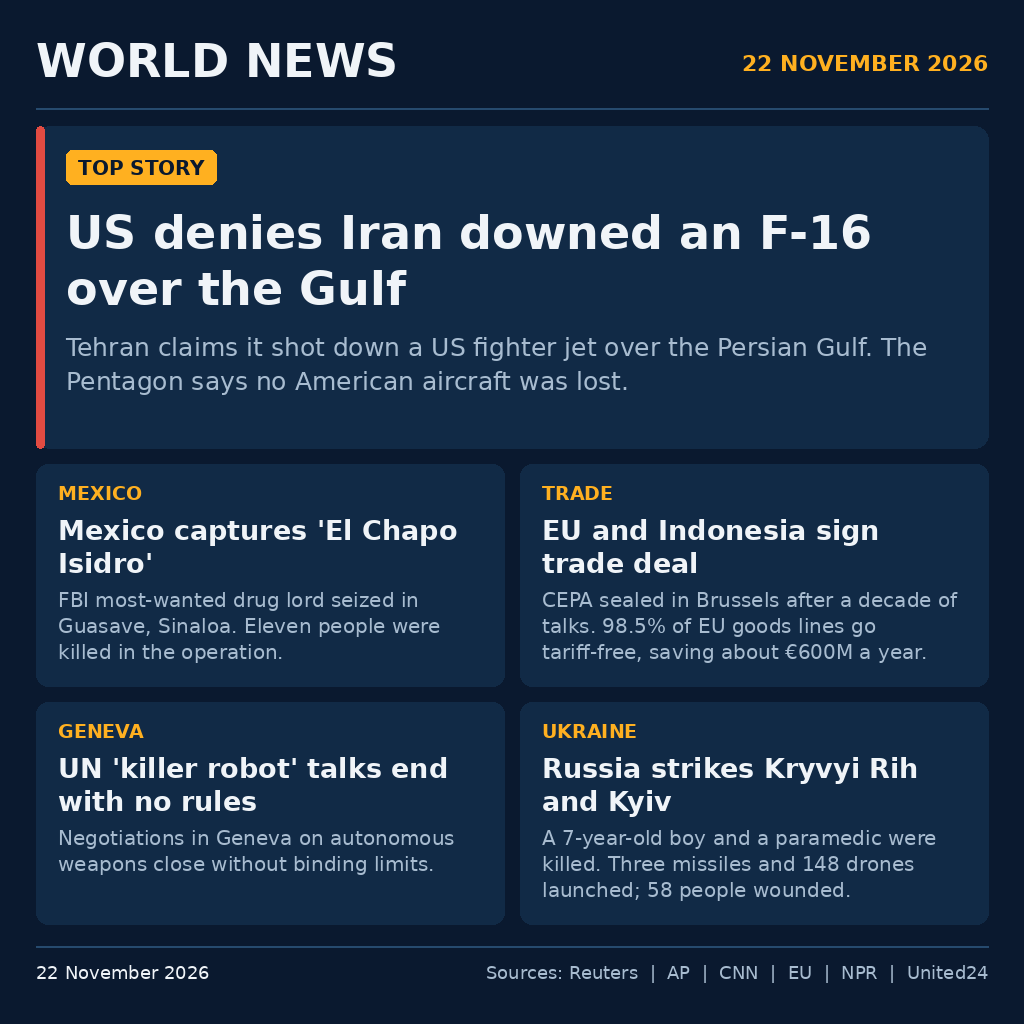 WORLD NEWS
22 NOVEMBER 2026
TOP STORY
US denies Iran downed an F-16
over the Gulf
Tehran claims it shot down a US fighter jet over the Persian Gulf. The
Pentagon says no American aircraft was lost.
MEXICO
Mexico captures 'El Chapo
Isidro'
FBI most-wanted drug lord seized in
Guasave, Sinaloa. Eleven people were
killed in the operation.
TRADE
EU and Indonesia sign
trade deal
CEPA sealed in Brussels after a decade of
talks. 98.5% of EU goods lines go
tariff-free, saving about €600M a year.
GENEVA
UN 'killer robot' talks end
with no rules
Negotiations in Geneva on autonomous
weapons close without binding limits.
UKRAINE
Russia strikes Kryvyi Rih
and Kyiv
A 7-year-old boy and a paramedic were
killed. Three missiles and 148 drones
launched; 58 people wounded.
22 November 2026
Sources: Reuters | AP | CNN | EU | NPR | United24